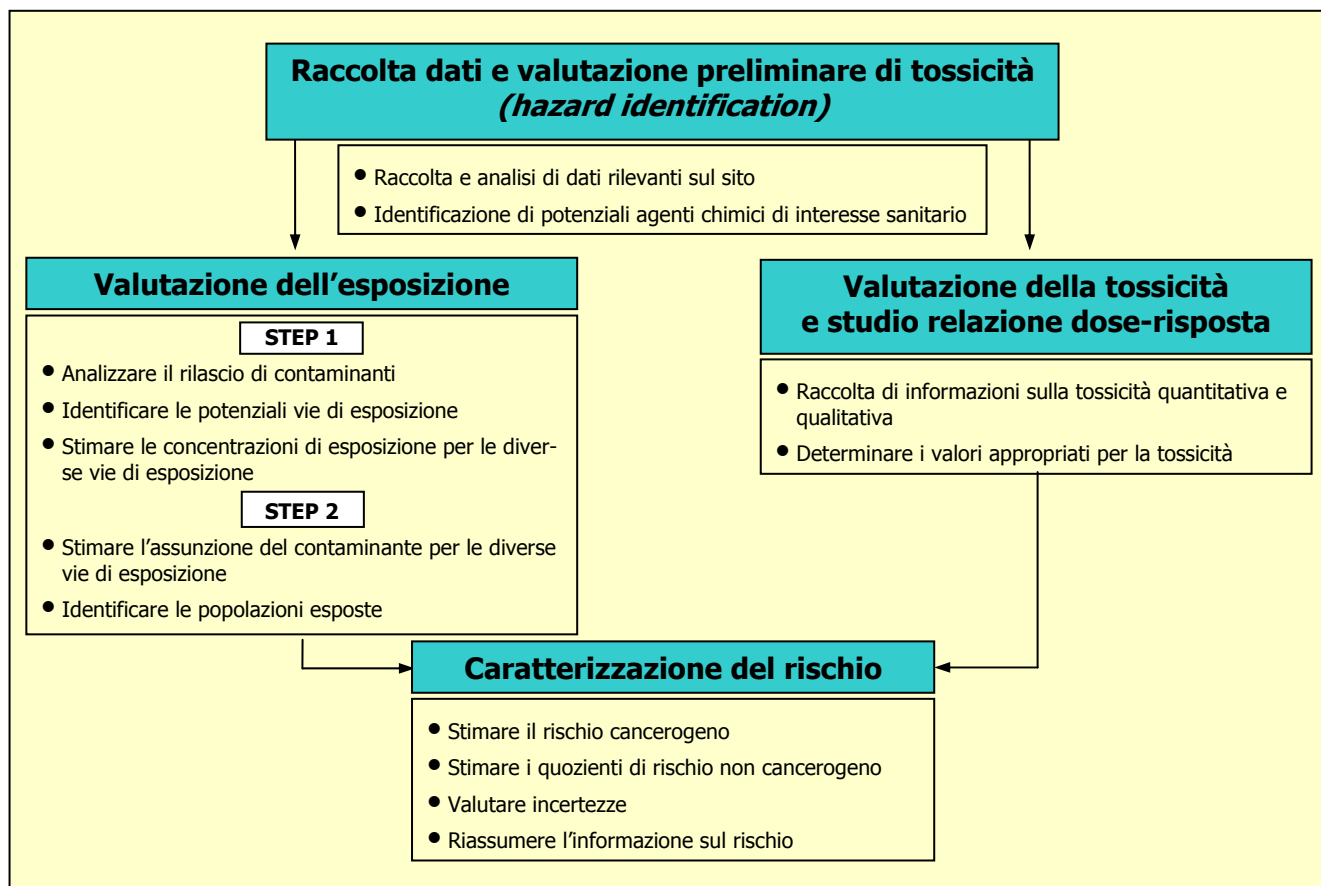 Raccolta dati e valutazione preliminare di tossicità
(hazard identification)
• Raccolta e analisi di dati rilevanti sul sito
• Identificazione di potenziali agenti chimici di interesse sanitario
Valutazione dell’esposizione
STEP 1
• Analizzare il rilascio di contaminanti
• Identificare le potenziali vie di esposizione
• Stimare le concentrazioni di esposizione per le diver-
se vie di esposizione
STEP 2
• Stimare l’assunzione del contaminante per le diverse
vie di esposizione
• Identificare le popolazioni esposte
Valutazione della tossicità
e studio relazione dose-risposta
• Raccolta di informazioni sulla tossicità quantitativa e
qualitativa
• Determinare i valori appropriati per la tossicità
Caratterizzazione del rischio
• Stimare il rischio cancerogeno
• Stimare i quozienti di rischio non cancerogeno
• Valutare incertezze
• Riassumere l’informazione sul rischio